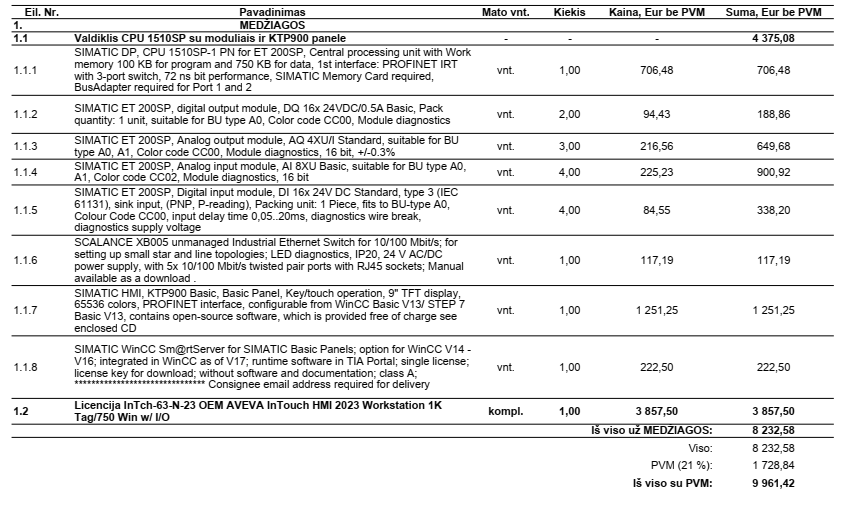 Eil. Nr. Pavadinimas Mato vnt. Kiekis Kaina, Eur be PVM Suma, Eur be PVM
1. MEDŽIAGOS
1.1 Valdiklis CPU 1510SP su moduliais ir KTP900 panele - - - 4 375,08
SIMATIC DP, CPU 1510SP-1 PN for ET 200SP, Central processing unit with Work
memory 100 KB for program and 750 KB for data, 1st interface: PROFINET IRT
1.1.1 with 3-port switch, 72 ns bit performance, SIMATIC Memory Card required, vnt. 1,00 706,48 706,48
BusAdapter required for Port 1 and 2
1.1.2 SIMATIC ET 200SP, digital output module, DQ 16x 24VDC/0.5A Basic, Pack vnt. 2,00 94,43 188,86
quantity: 1 unit, suitable for BU type A0, Color code CC00, Module diagnostics
1.1.3 SIMATIC ET 200SP, Analog output module, AQ 4XU/I Standard, suitable for BU vnt. 3,00 216,56 649,68
type A0, A1, Color code CC00, Module diagnostics, 16 bit, +/-0.3%
1.1.4 SIMATIC ET 200SP, Analog input module, AI 8XU Basic, suitable for BU type A0, vnt. 4,00 225,23 900,92
A1, Color code CC02, Module diagnostics, 16 bit
SIMATIC ET 200SP, Digital input module, DI 16x 24V DC Standard, type 3 (IEC
61131), sink input, (PNP, P-reading), Packing unit: 1 Piece, fits to BU-type A0,
1.1.5 Colour Code CC00, input delay time 0,05..20ms, diagnostics wire break, vnt. 4,00 84,55 338,20
diagnostics supply voltage
SCALANCE XB005 unmanaged Industrial Ethernet Switch for 10/100 Mbit/s; for
setting up small star and line topologies; LED diagnostics, IP20, 24 V AC/DC
1.1.6 power supply, with 5x 10/100 Mbit/s twisted pair ports with RJ45 sockets; Manual vnt. 1,00 117,19 117,19
available as a download .
SIMATIC HMI, KTP900 Basic, Basic Panel, Key/touch operation, 9" TFT display,
65536 colors, PROFINET interface, configurable from WinCC Basic V13/ STEP 7
1.1.7 Basic V13, contains open-source software, which is provided free of charge see vnt. 1,00 1 251,25 1 251,25
enclosed CD
SIMATIC WinCC Sm@rtServer for SIMATIC Basic Panels; option for WinCC V14 -
V16; integrated in WinCC as of V17; runtime software in TIA Portal; single license;
1.1.8 license key for download; without software and documentation; class A; vnt. 1,00 222,50 222,50
******************************* Consignee email address required for delivery
1.2 Licencija InTch-63-N-23 OEM AVEVA InTouch HMI 2023 Workstation 1K kompl. 1,00 3 857,50 3 857,50
Tag/750 Win w/ I/O
Iš viso už MEDŽIAGOS: 8 232,58
Viso: 8 232,58
PVM (21 %): 1 728,84
Iš viso su PVM: 9 961,42